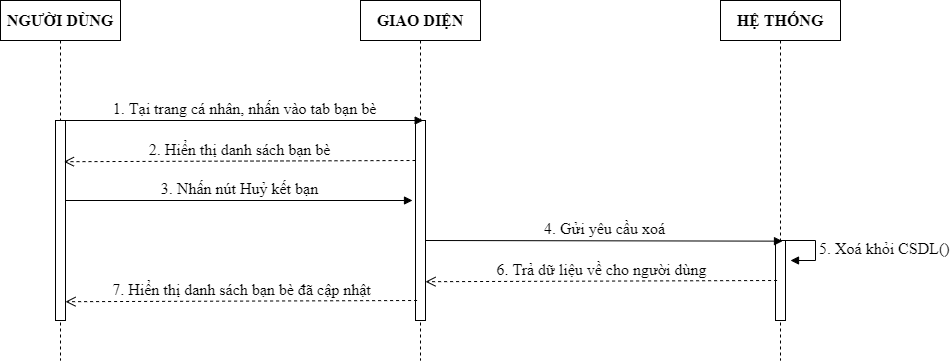 NGƯỜI DÙNG
GIAO DIỆN
HỆ THỐNG
1. Tại trang cá nhân, nhấn vào tab bạn bè
2. Hiển thị danh sách bạn bè
3. Nhấn nút Huỷ kết bạn
4. Gửi yêu cầu xoá
5. Xoá khỏi CSDL()
6. Trả dữ liệu về cho người dùng
7. Hiển thị danh sách bạn bè đã cập nhật